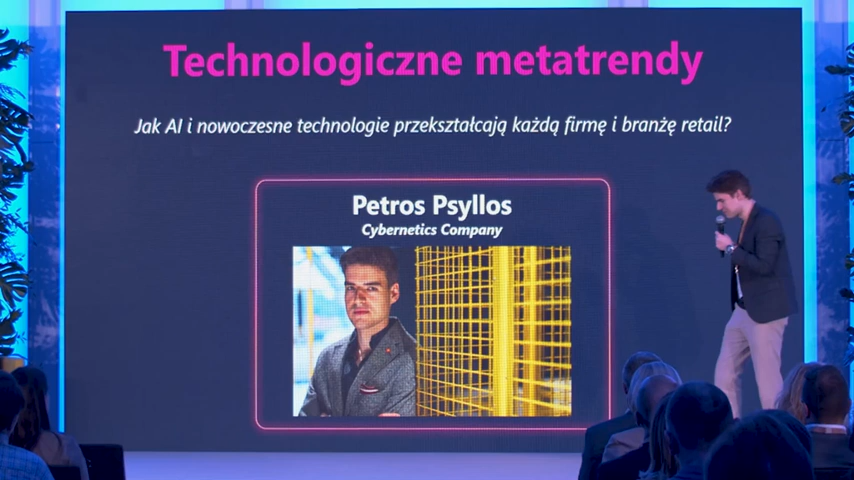 Technologiczne metatrendy
Jak AI i nowoczesne technologie przekształcają każdą firmę i branżę retail?
Petros Psyllos
Cybernetics Company